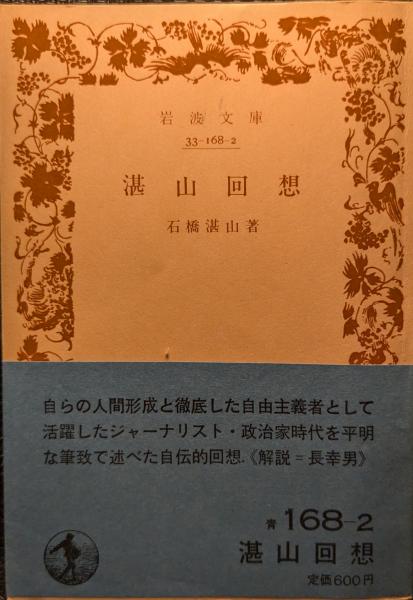 岩波文庫
33-168-2
湛山回想
石橋湛山著
自らの人間形成と徹底した自由主義者として
活躍したジャーナリスト・政治家時代を平明
な筆致で述べた自伝的回想.《解説=長幸男》
青 168-2
湛山回想
定価600円